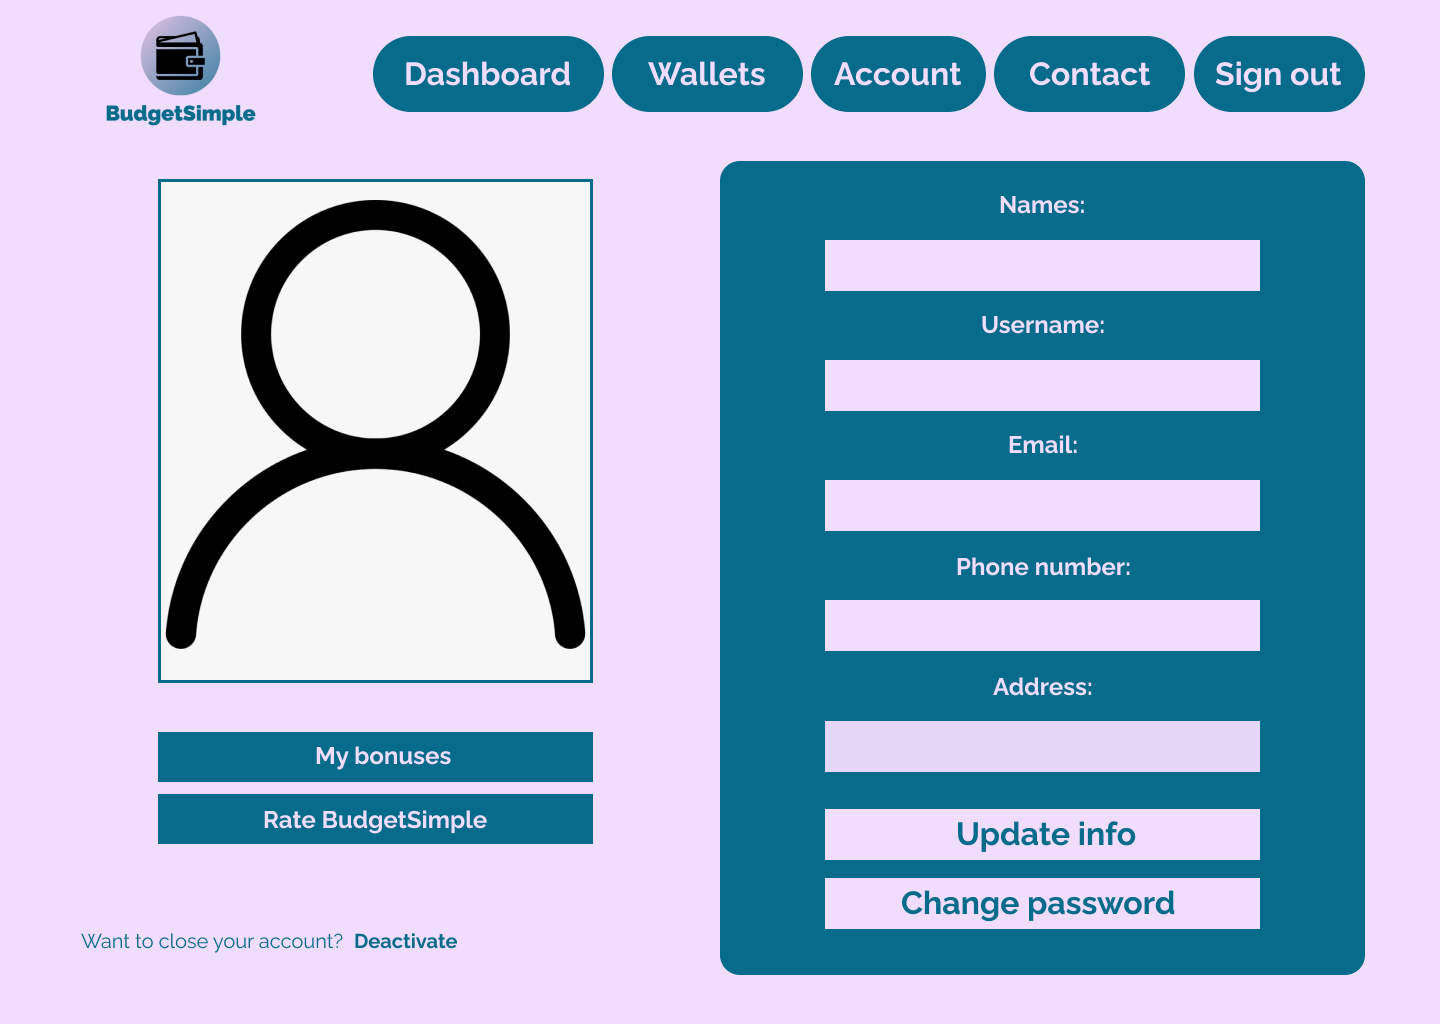 BudgetSimple
Dashboard
Wallets
Account
Contact
Sign out
Names:
Username:
Email:
Phone number:
Address:
Update info
Change password
My bonuses
Rate BudgetSimple
Want to close your account? Deactivate